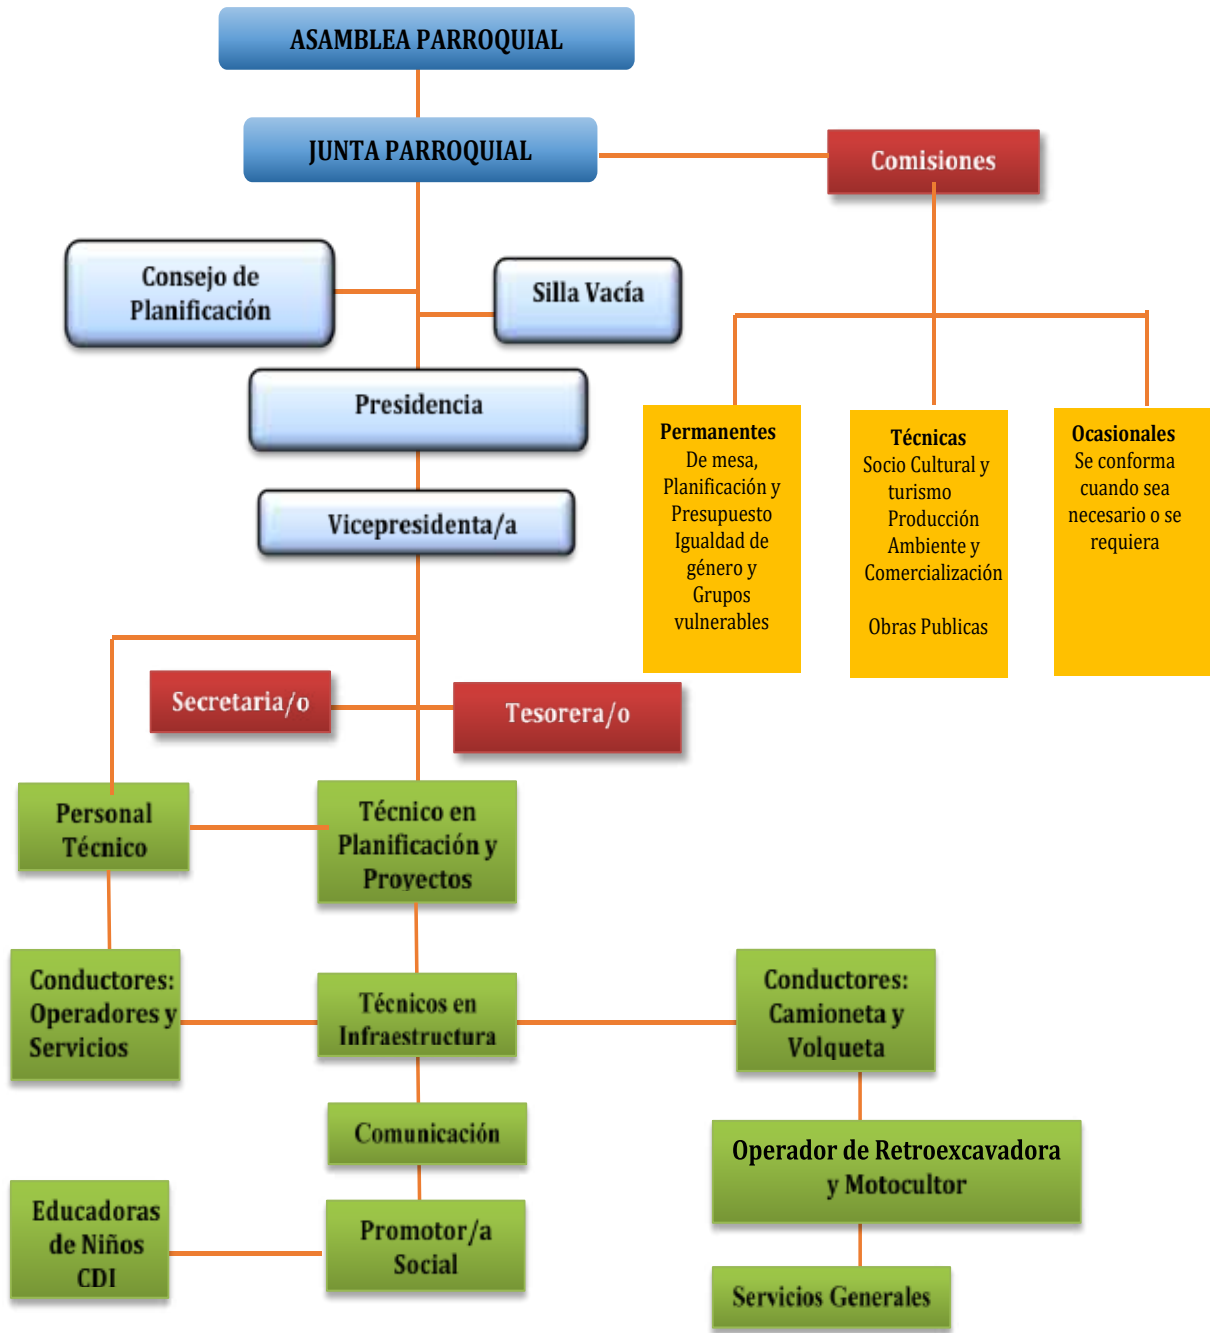 ASAMBLEA PARROQUIAL
JUNTA PARROQUIAL
Comisiones
Consejo de
Planificación
Silla Vacía
Presidencia
Vicepresidenta/a
Permanentes
De mesa,
Planificación y
Presupuesto
Igualdad de
género y
Grupos
vulnerables
Técnicas
Socio Cultural y
turismo
Producción
Ambiente y
Comercialización
Obras Publicas
Ocasionales
Se conforma
cuando sea
necesario o se
requiera
Secretaria/o
Tesorera/o
Personal
Técnico
Técnico en
Planificación y
Proyectos
Conductores:
Operadores y
Servicios
Técnicos en
Infraestructura
Conductores:
Camioneta y
Volqueta
Comunicación
Operador de Retroexcavadora
y Motocultor
Educadoras
de Niños
CDI
Promotor/a
Social
Servicios Generales